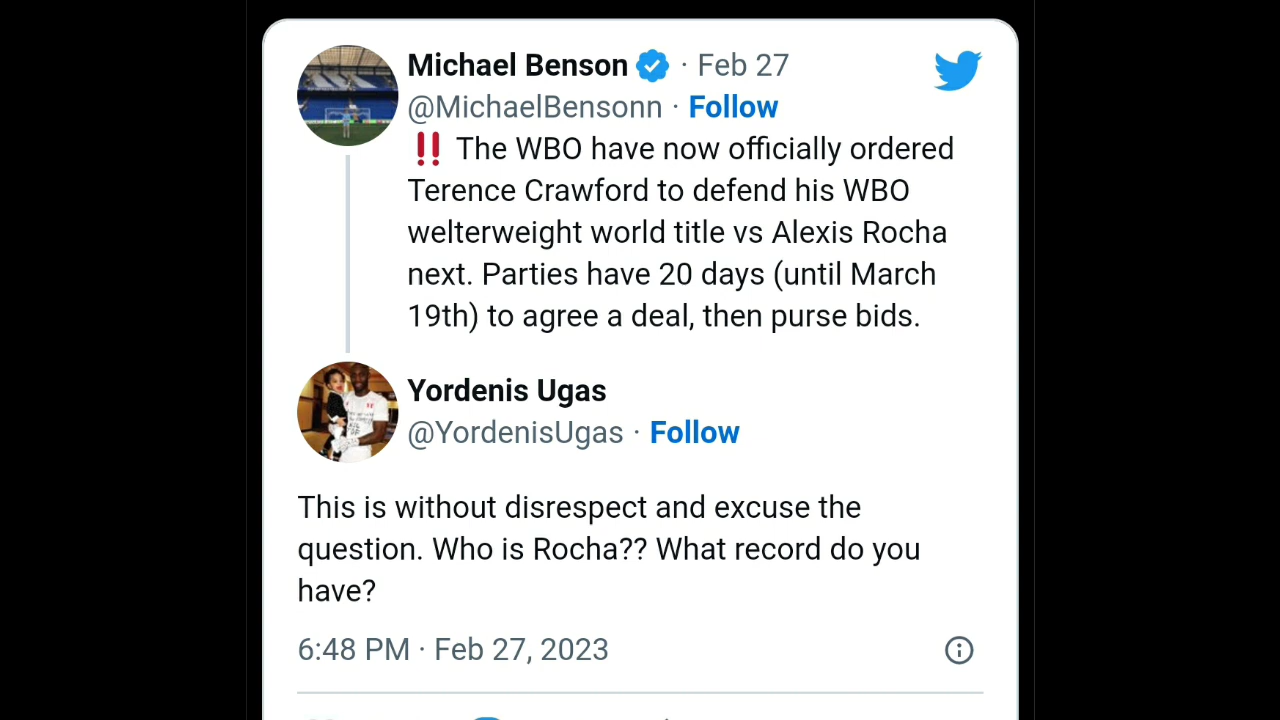 Michael Benson · Feb 27
@MichaelBensonn · Follow
‼️ The WBO have now officially ordered
Terence Crawford to defend his WBO
welterweight world title vs Alexis Rocha
next. Parties have 20 days (until March
19th) to agree a deal, then purse bids.
Yordenis Ugas
@YordenisUgas · Follow
This is without disrespect and excuse the
question. Who is Rocha?? What record do you
have?
6:48 PM · Feb 27, 2023